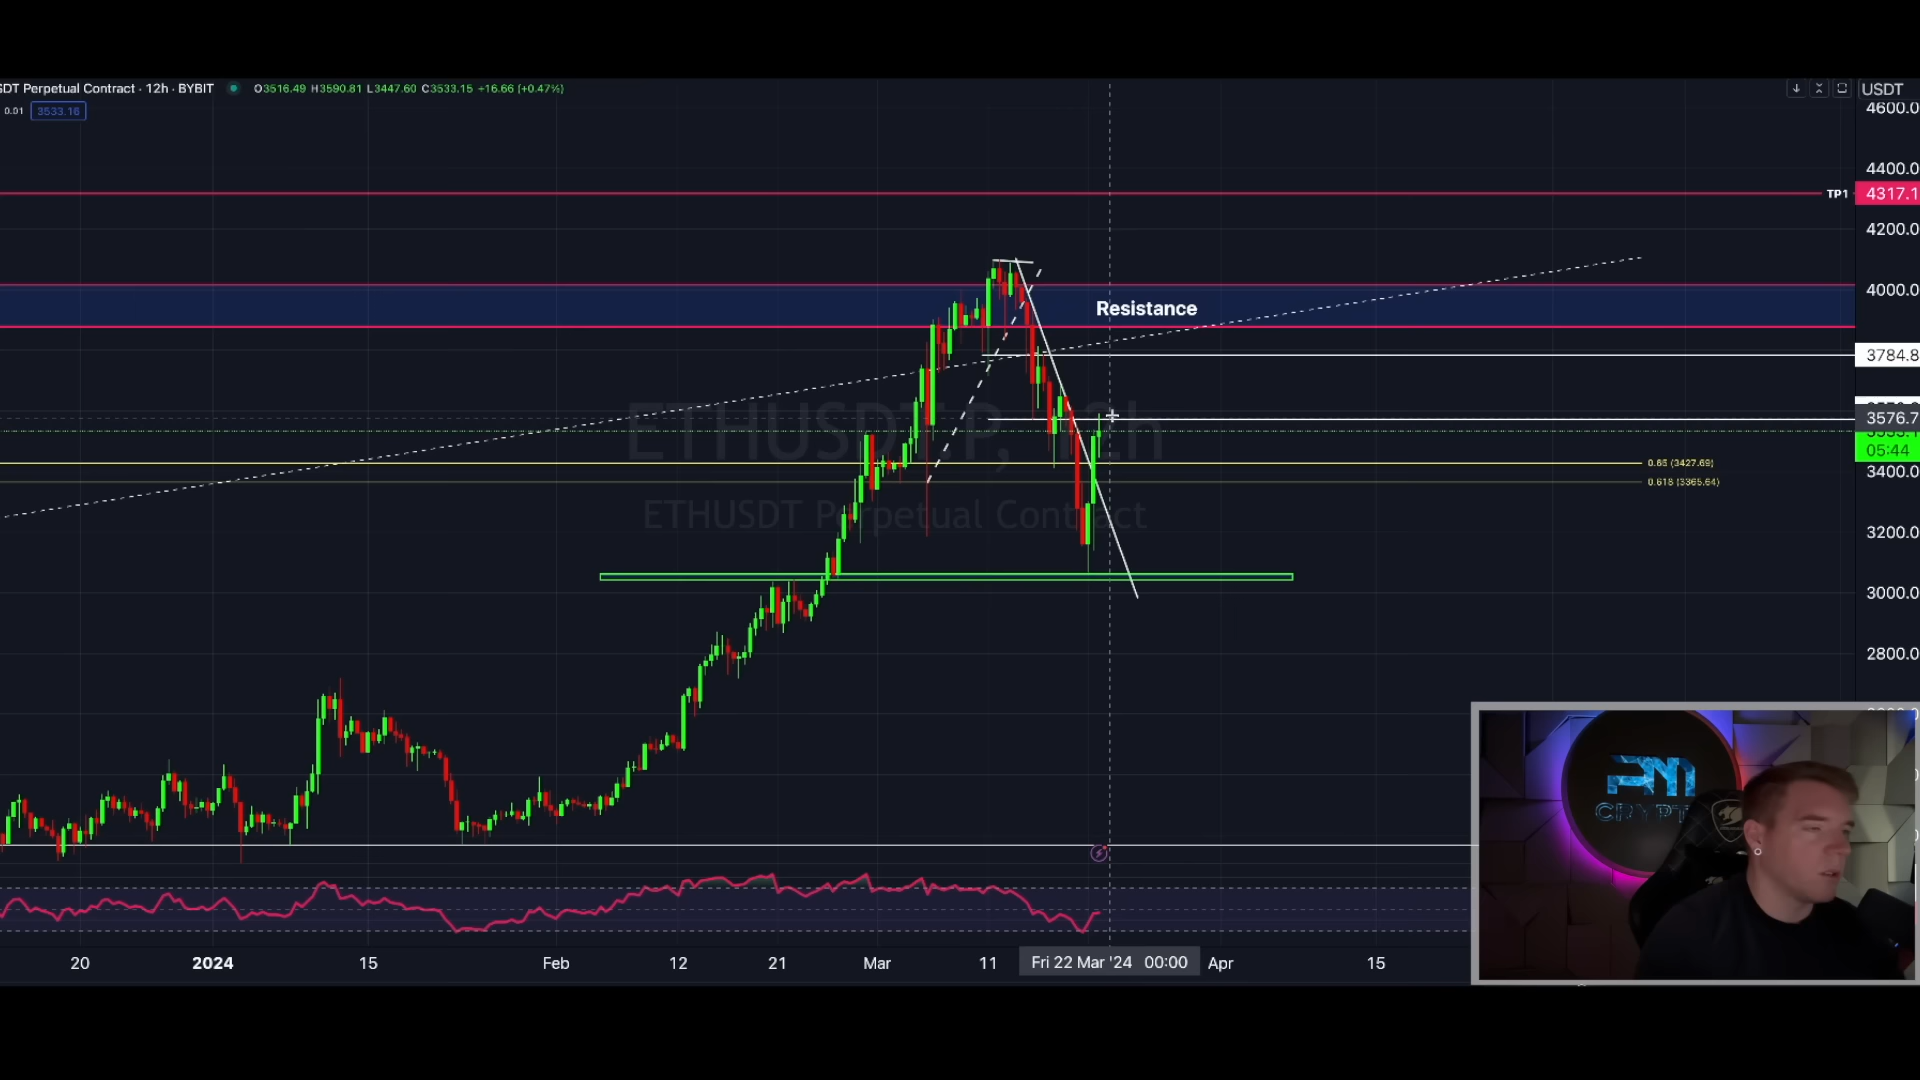 SDT Perpetual Contract · 12h · BYBIT O3516.49 H3590.81 L3447.60 C3533.15 +16.66 (+0.47%)
USDT
0.01 3533.16
4600.0
4400.0
TP1 4317.1
4200.0
4000.0
Resistance
3784.8
3576.7
ETHUSDT.P, 12h
05:44
0.65 (3427.69)
3400.0
0.618 (3365.64)
ETHUSDT Perpetual Contract
3200.0
3000.0
2800.0
PM
CRYPT
20 2024 15 Feb 12 21 Mar 11 Fri 22 Mar '24 00:00 Apr 15